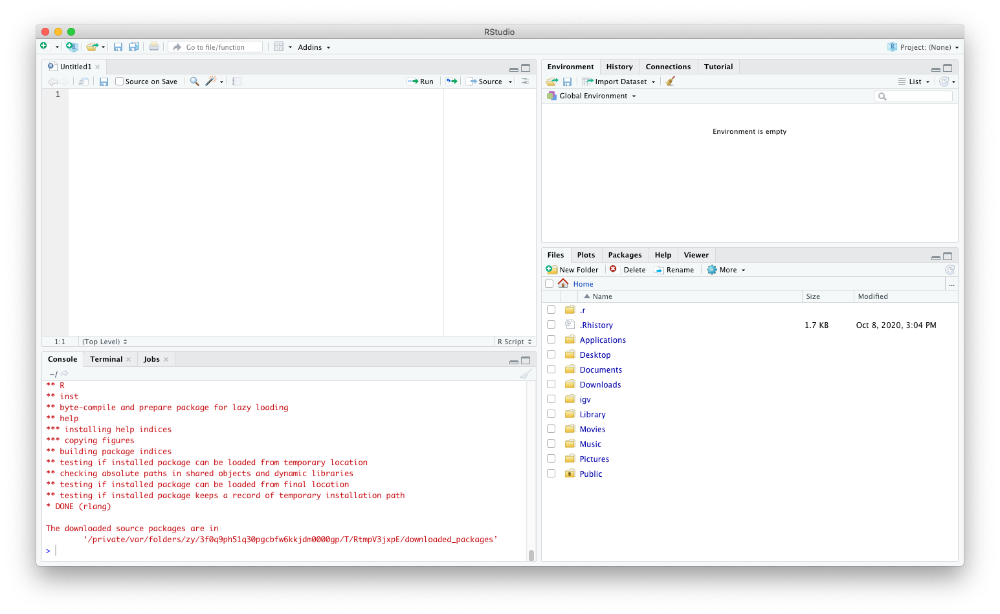 RStudio
Go to file/function
Addins
Project: (None)
Untitled1
Source on Save
Run
Source
1
1:1
(Top Level)
R Script
Console
Terminal
Jobs
~/
** R
** inst
** byte-compile and prepare package for lazy loading
** help
*** installing help indices
*** copying figures
** building package indices
** testing if installed package can be loaded from temporary location
** checking absolute paths in shared objects and dynamic libraries
** testing if installed package can be loaded from final location
** testing if installed package keeps a record of temporary installation path
* DONE (rlang)
The downloaded source packages are in
‘/private/var/folders/zy/3f0q9ph51q30pgcbfw6kkjdm0000gp/T/RtmpV3jxpE/downloaded_packages’
>
Environment
History
Connections
Tutorial
Import Dataset
List
Global Environment
Environment is empty
Files
Plots
Packages
Help
Viewer
New Folder
Delete
Rename
More
Home
...
Name
Size
Modified
.r
.Rhistory 1.7 KB Oct 8, 2020, 3:04 PM
Applications
Desktop
Documents
Downloads
igv
Library
Movies
Music
Pictures
Public